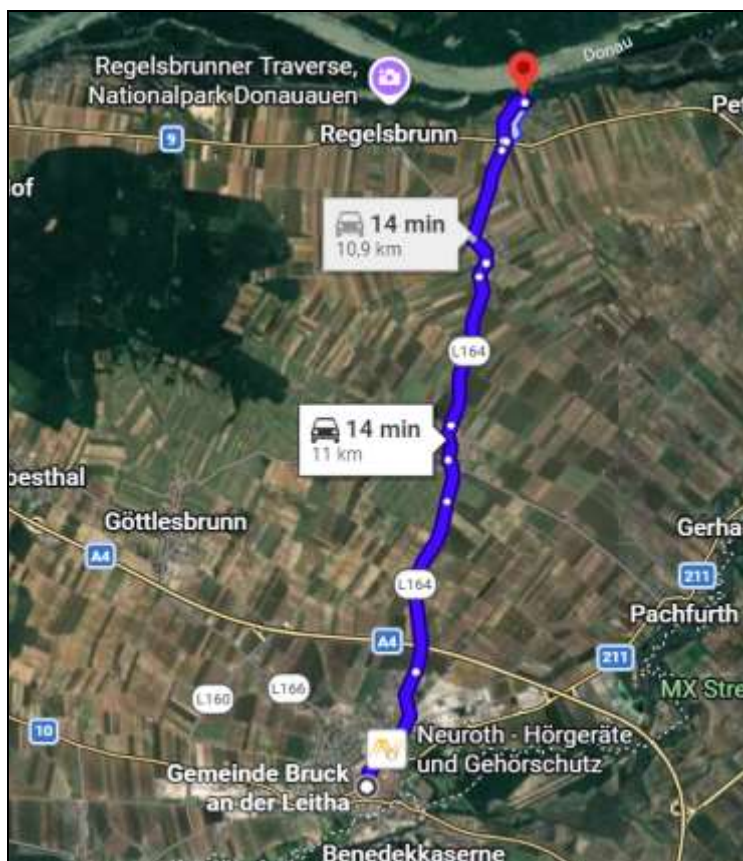 Donau
Regelsbrunner Traverse,
Nationalpark Donauauen
9
Regelsbrunn
Pe
of
14 min
10,9 km
L164
14 min
11 km
pesthal
Göttlesbrunn
Gerha
A4
L164
211
Pachfurth
A4
211
L160
L166
MX Stre
10
Neuroth - Hörgeräte
und Gehörschutz
Gemeinde Bruck
an der Leitha
Benedekkaserne